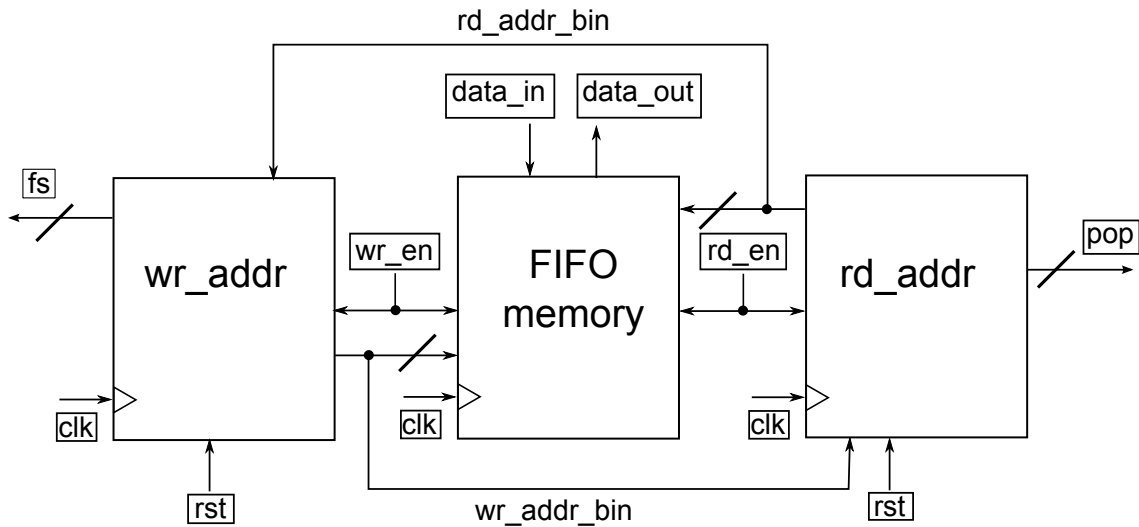 rd_addr_bin
data_in
data_out
fs
wr_en
rd_en
pop
wr_addr
FIFO
memory
rd_addr
clk
clk
clk
rst
wr_addr_bin
rst